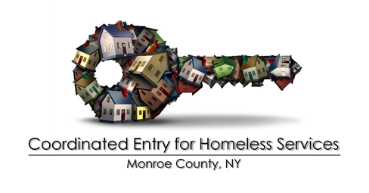 Coordinated Entry for Homeless Services
Monroe County, NY